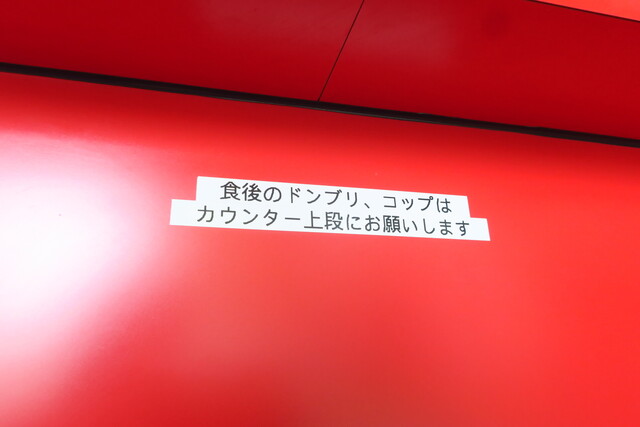 食後のドンブリ、コップは
カウンター上段にお願いします